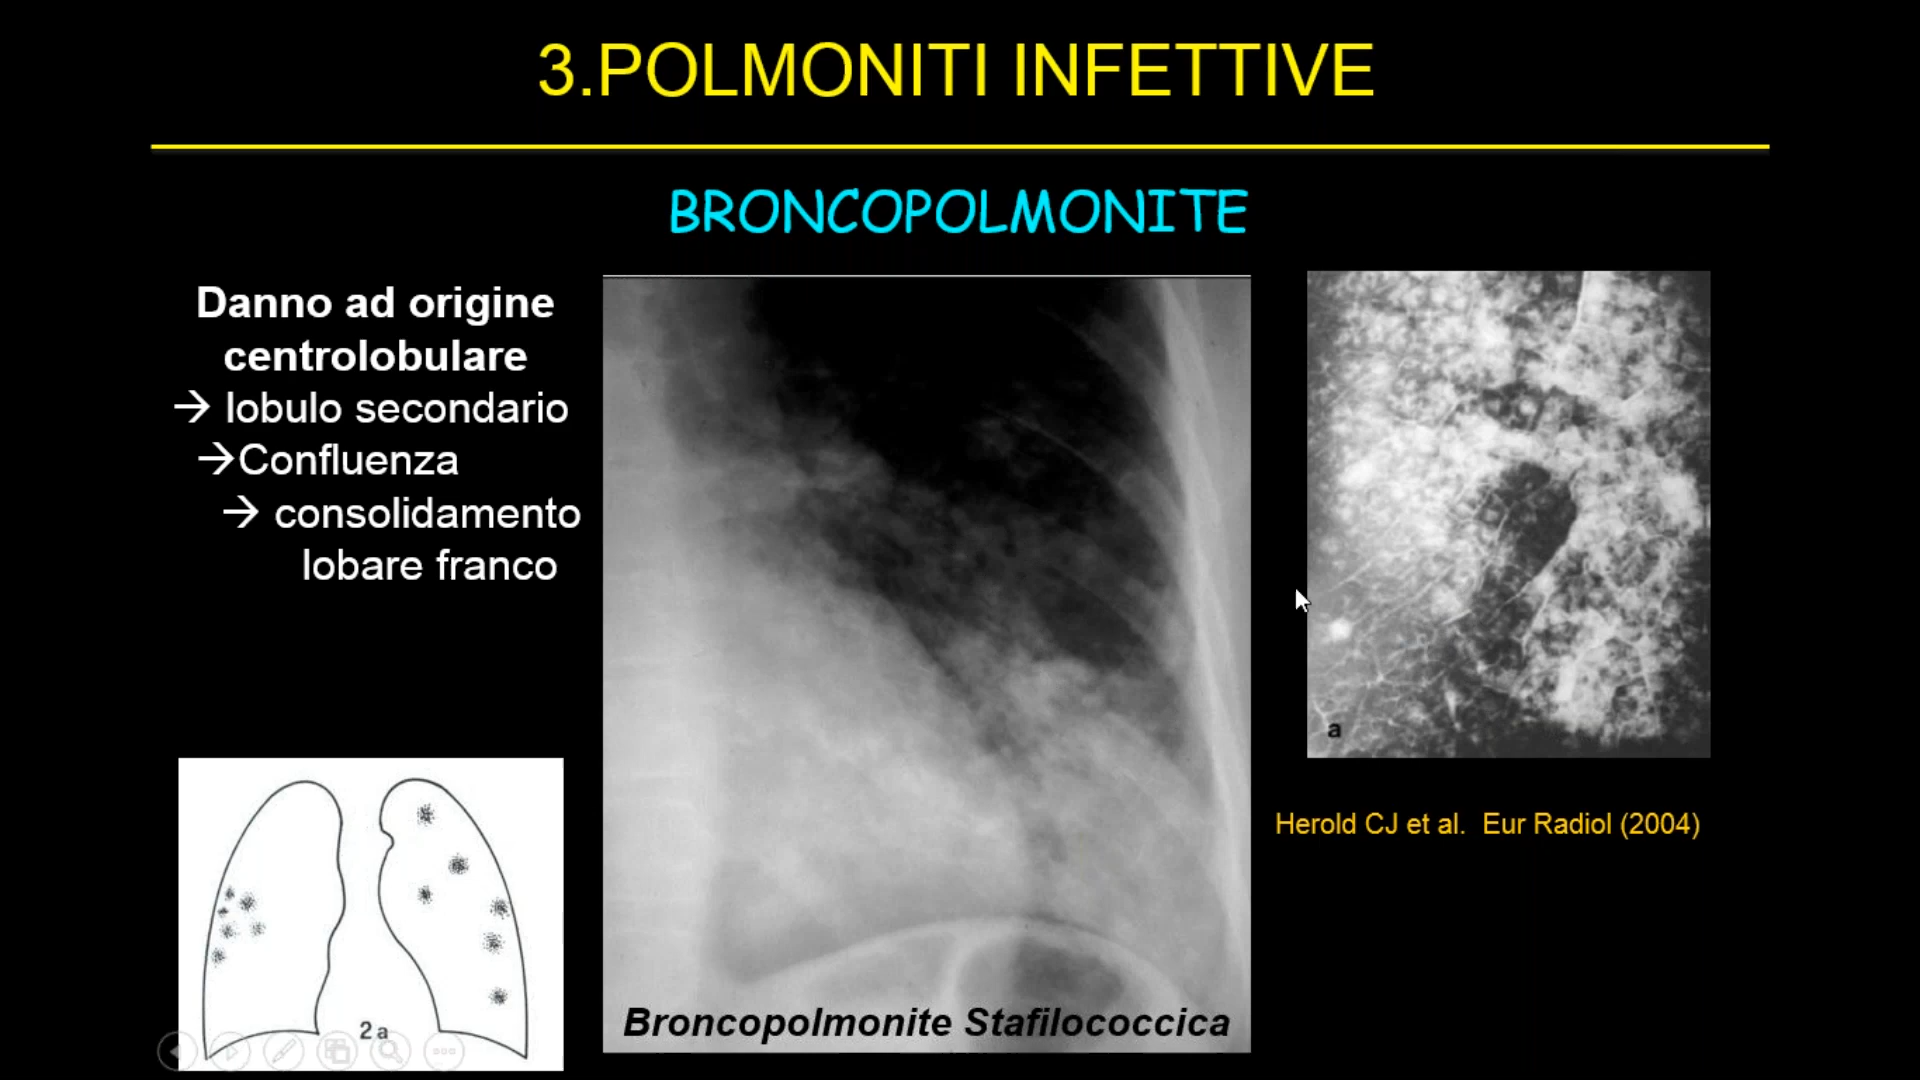 3.POLMONITI INFETTIVE
BRONCOPOLMONITE
Danno ad origine
centrolobulare
→ lobulo secondario
→Confluenza
→ consolidamento
lobare franco
2 a
Broncopolmonite Stafilococcica
a
Herold CJ et al.  Eur Radiol (2004)